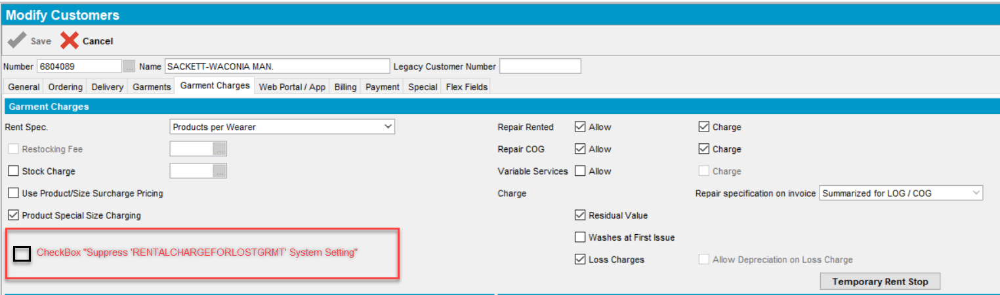 Modify Customers
Save Cancel
Number 6804089 ... Name SACKETT-WACONIA MAN. Legacy Customer Number
General Ordering Delivery Garments Garment Charges Web Portal / App Billing Payment Special Flex Fields
Garment Charges
Rent Spec. Products per Wearer Repair Rented Allow Charge
Restocking Fee ... Repair COG Allow Charge
Stock Charge ... Variable Services Allow Charge
Use Product/Size Surcharge Pricing Charge Repair specification on invoice Summarized for LOG / COG
Product Special Size Charging Residual Value
Washes at First Issue
CheckBox "Suppress 'RENTALCHARGEFORLOSTGRMT' System Setting"
Loss Charges Allow Depreciation on Loss Charge
Temporary Rent Stop